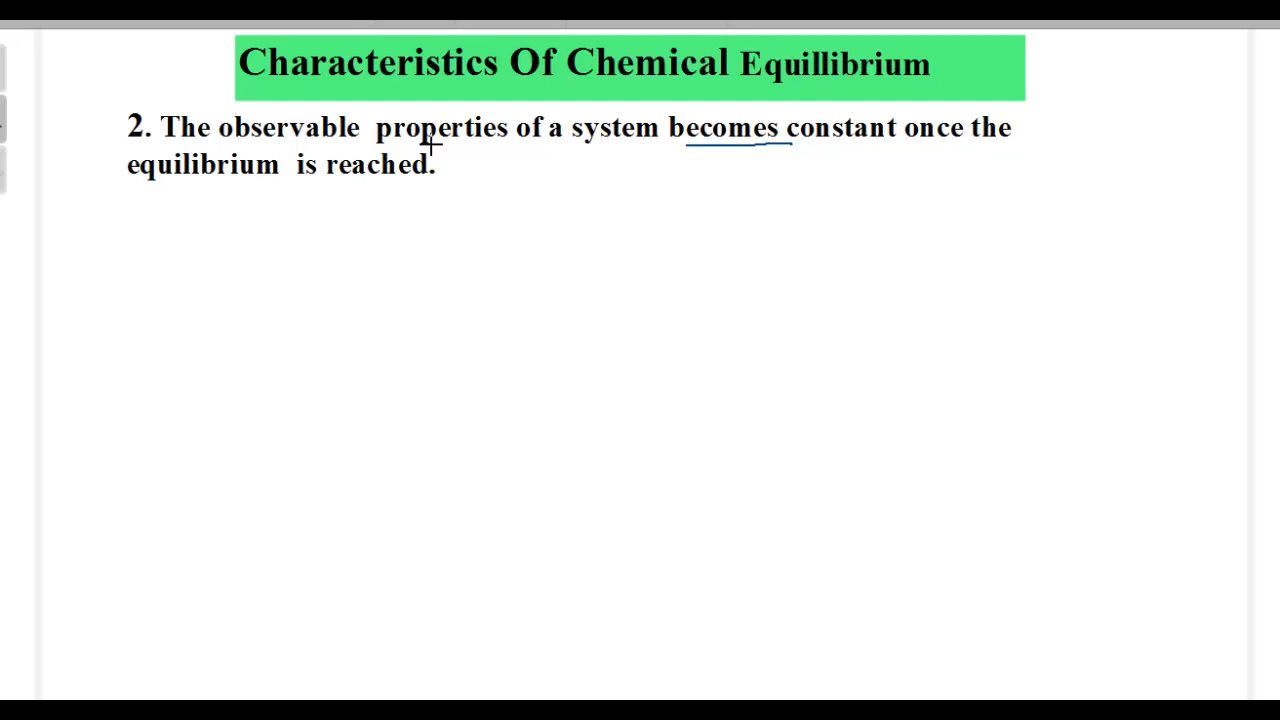 Characteristics Of Chemical Equillibrium
2. The observable properties of a system becomes constant once the
equilibrium is reached.